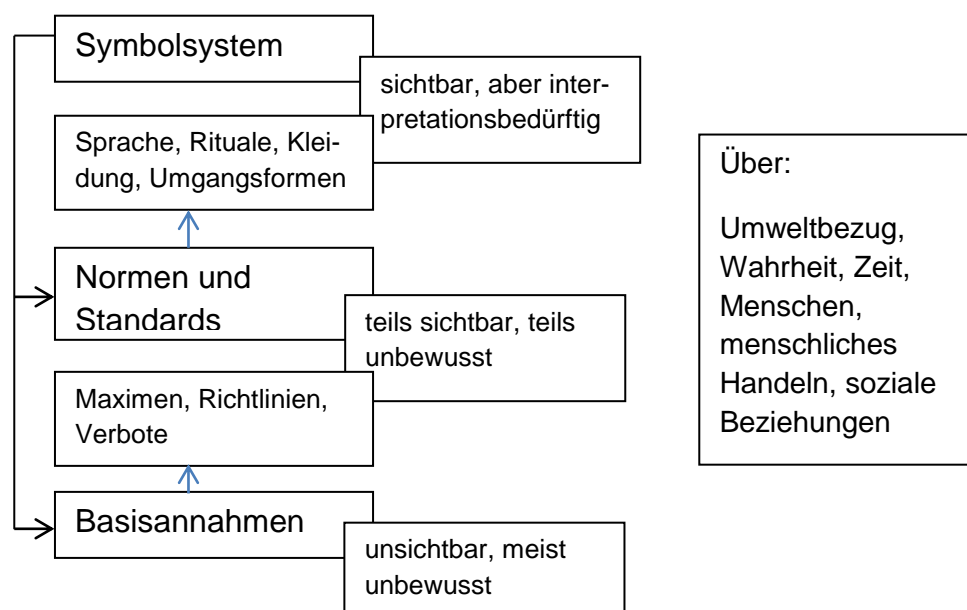 Symbolsystem
sichtbar, aber inter-
pretationsbedürftig
Sprache, Rituale, Klei-
dung, Umgangsformen
Normen und
Standards
teils sichtbar, teils
unbewusst
Maximen, Richtlinien,
Verbote
Basisannahmen
unsichtbar, meist
unbewusst
Über:
Umweltbezug,
Wahrheit, Zeit,
Menschen,
menschliches
Handeln, soziale
Beziehungen